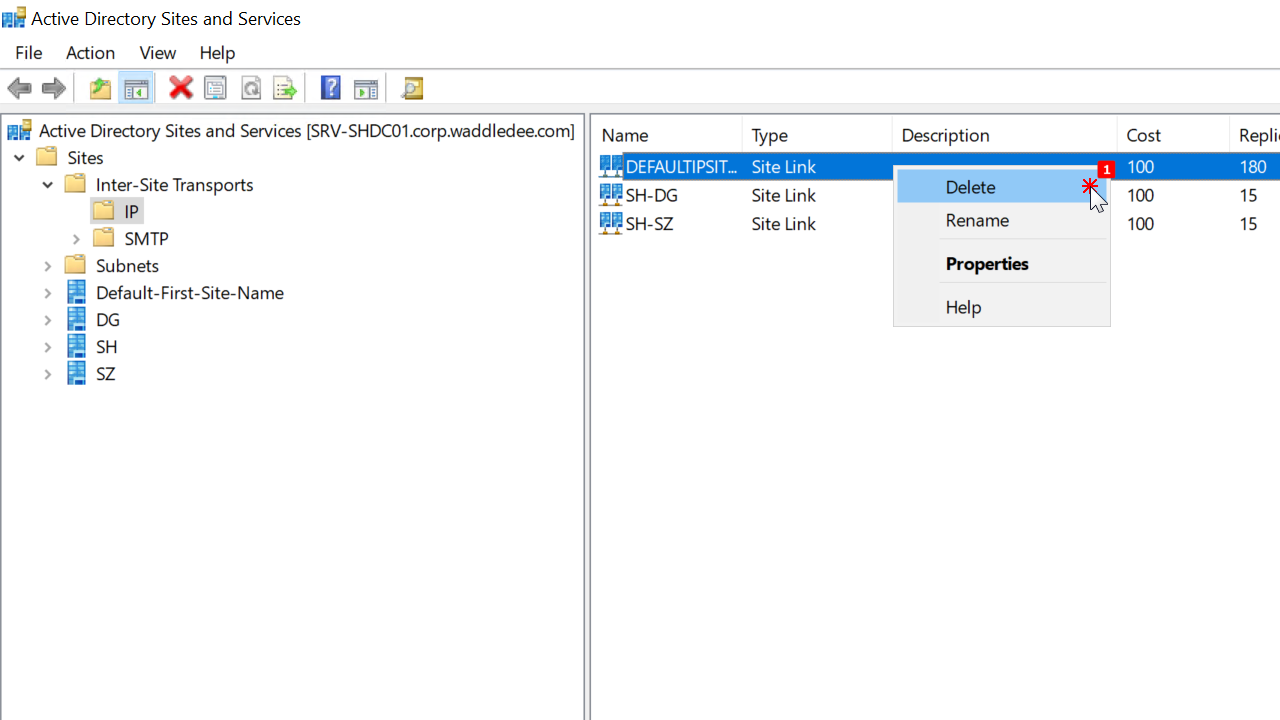 Active Directory Sites and Services
File Action View Help
Active Directory Sites and Services [SRV-SHDC01.corp.waddledee.com]
Sites
Inter-Site Transports
IP
SMTP
Subnets
Default-First-Site-Name
DG
SH
SZ
Name Type Description Cost Replic
DEFAULTIPSIT... Site Link 100 180
SH-DG Site Link 100 15
SH-SZ Site Link 100 15
1
Delete
Rename
Properties
Help